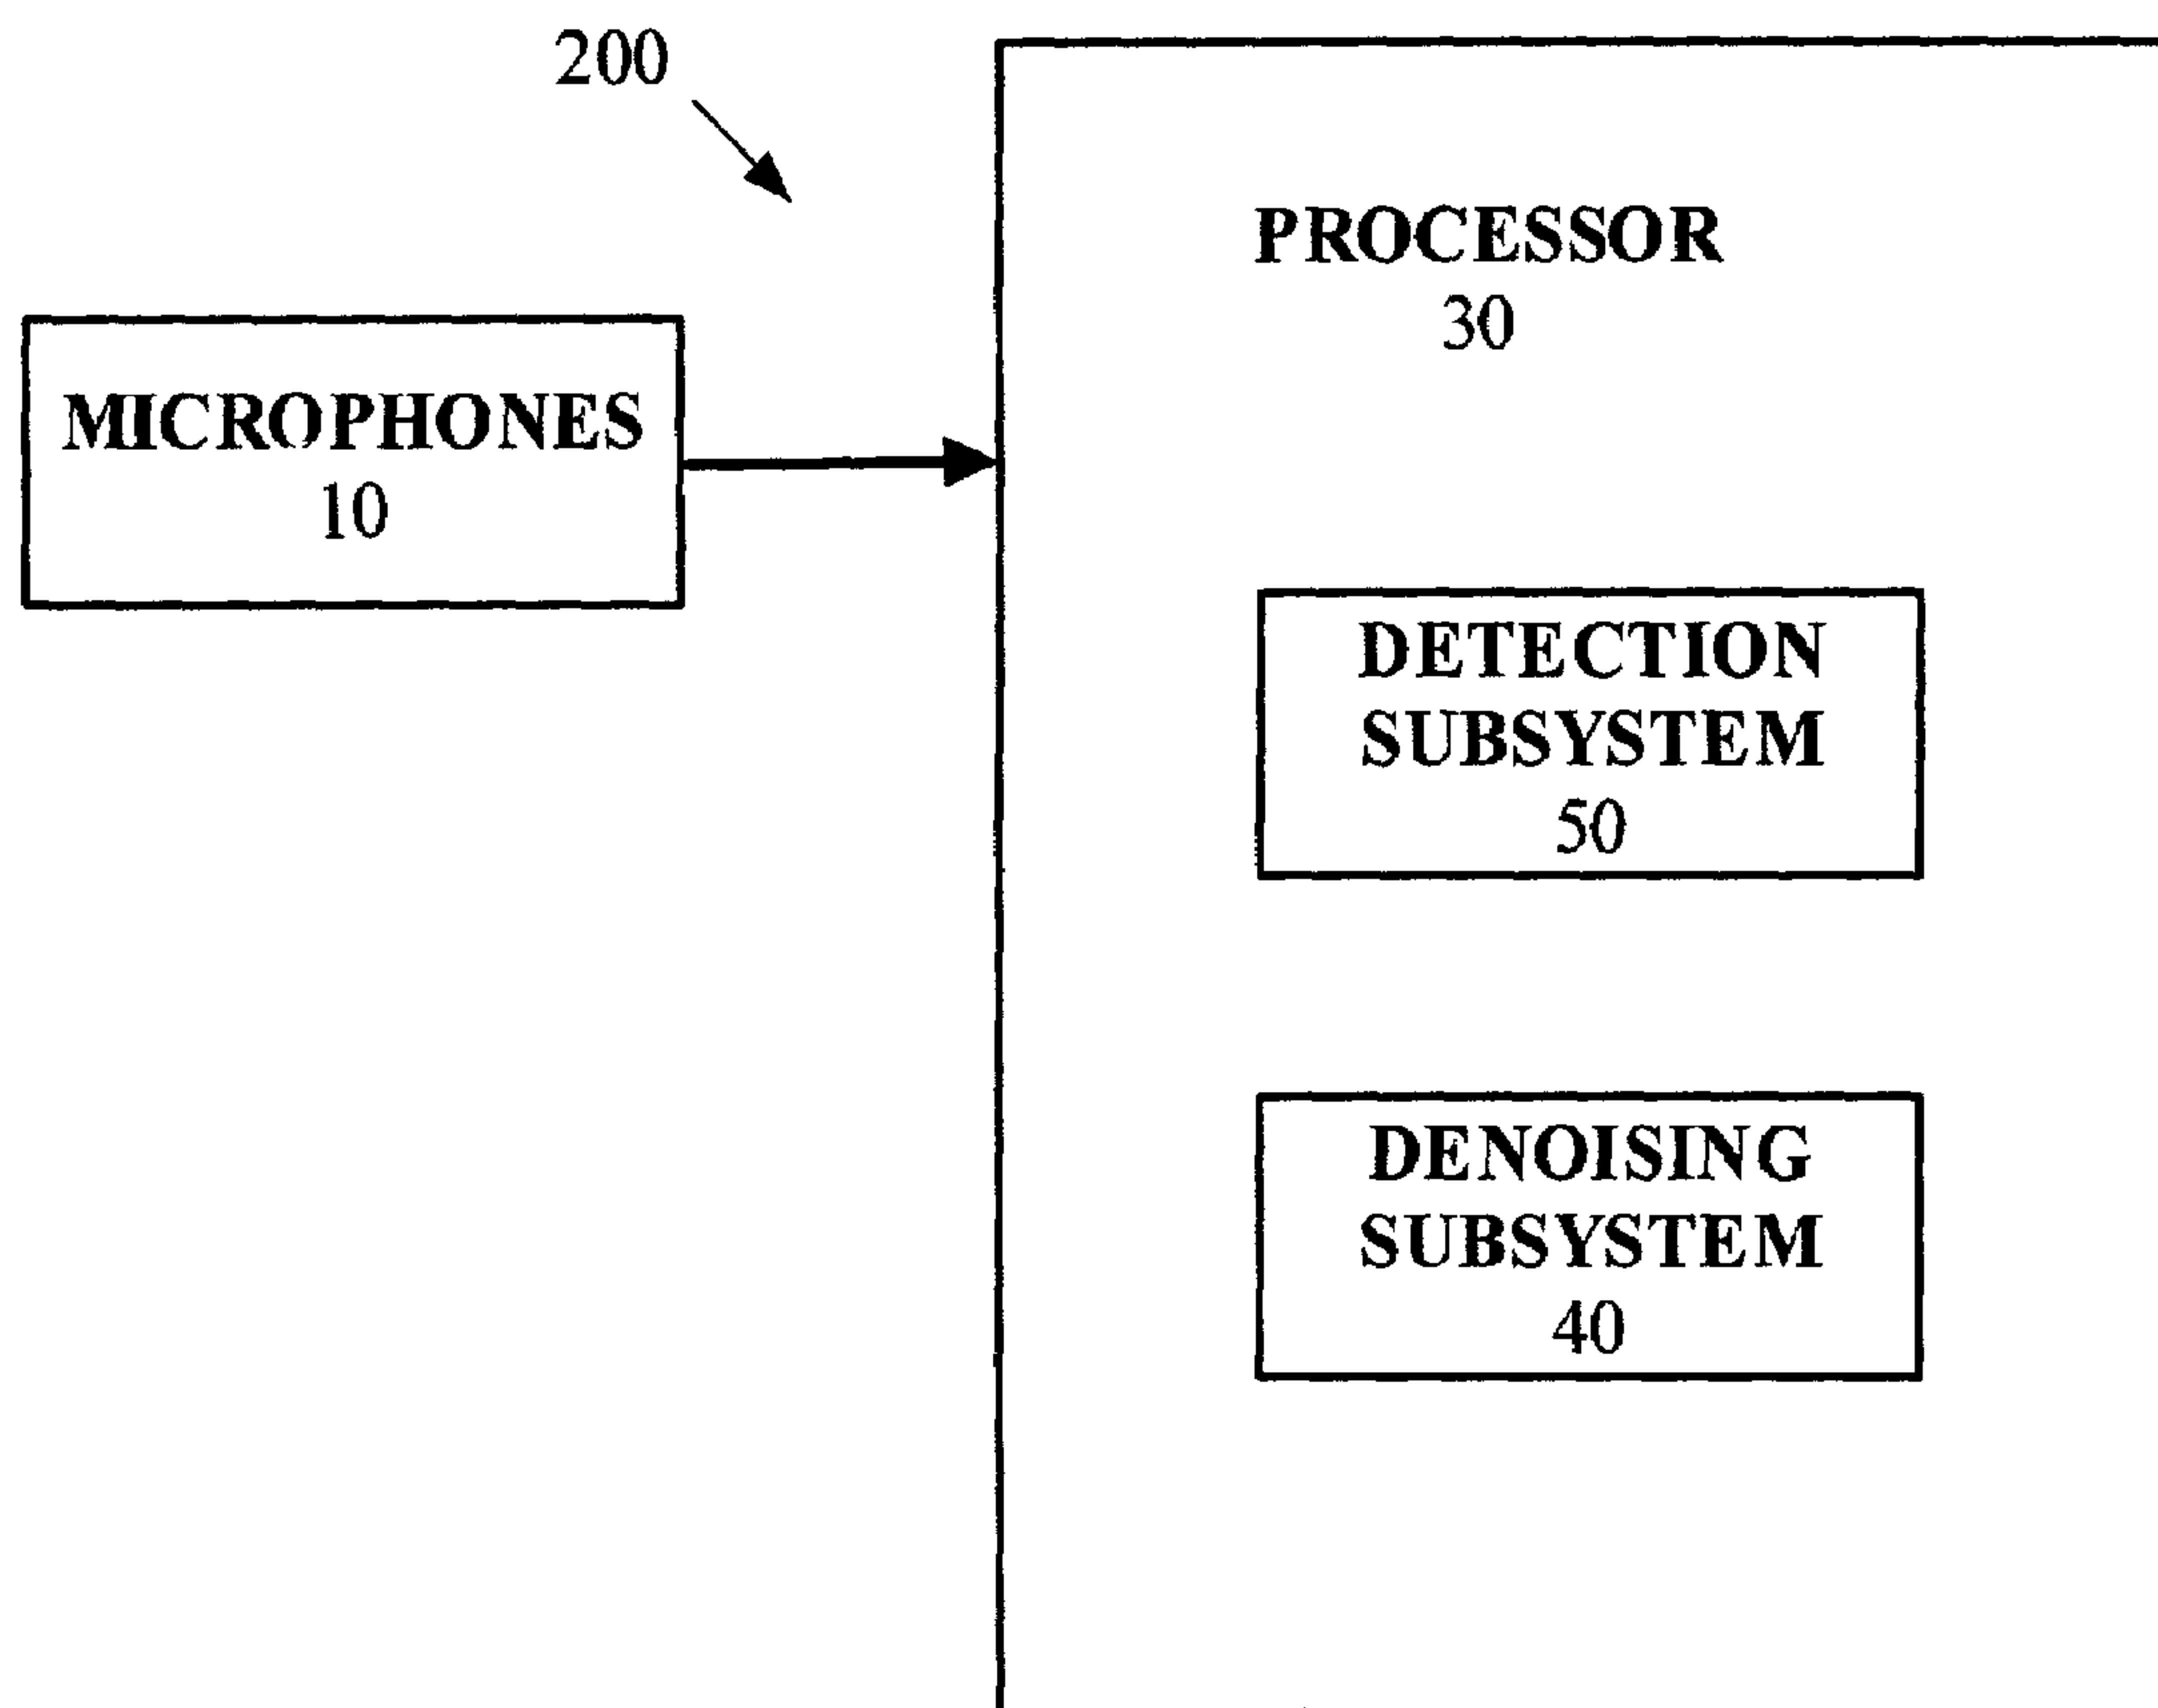 200
PROCESSOR
30
MICROPHONES
10
DETECTION
SUBSYSTEM
50
DENOISING
SUBSYSTEM
40